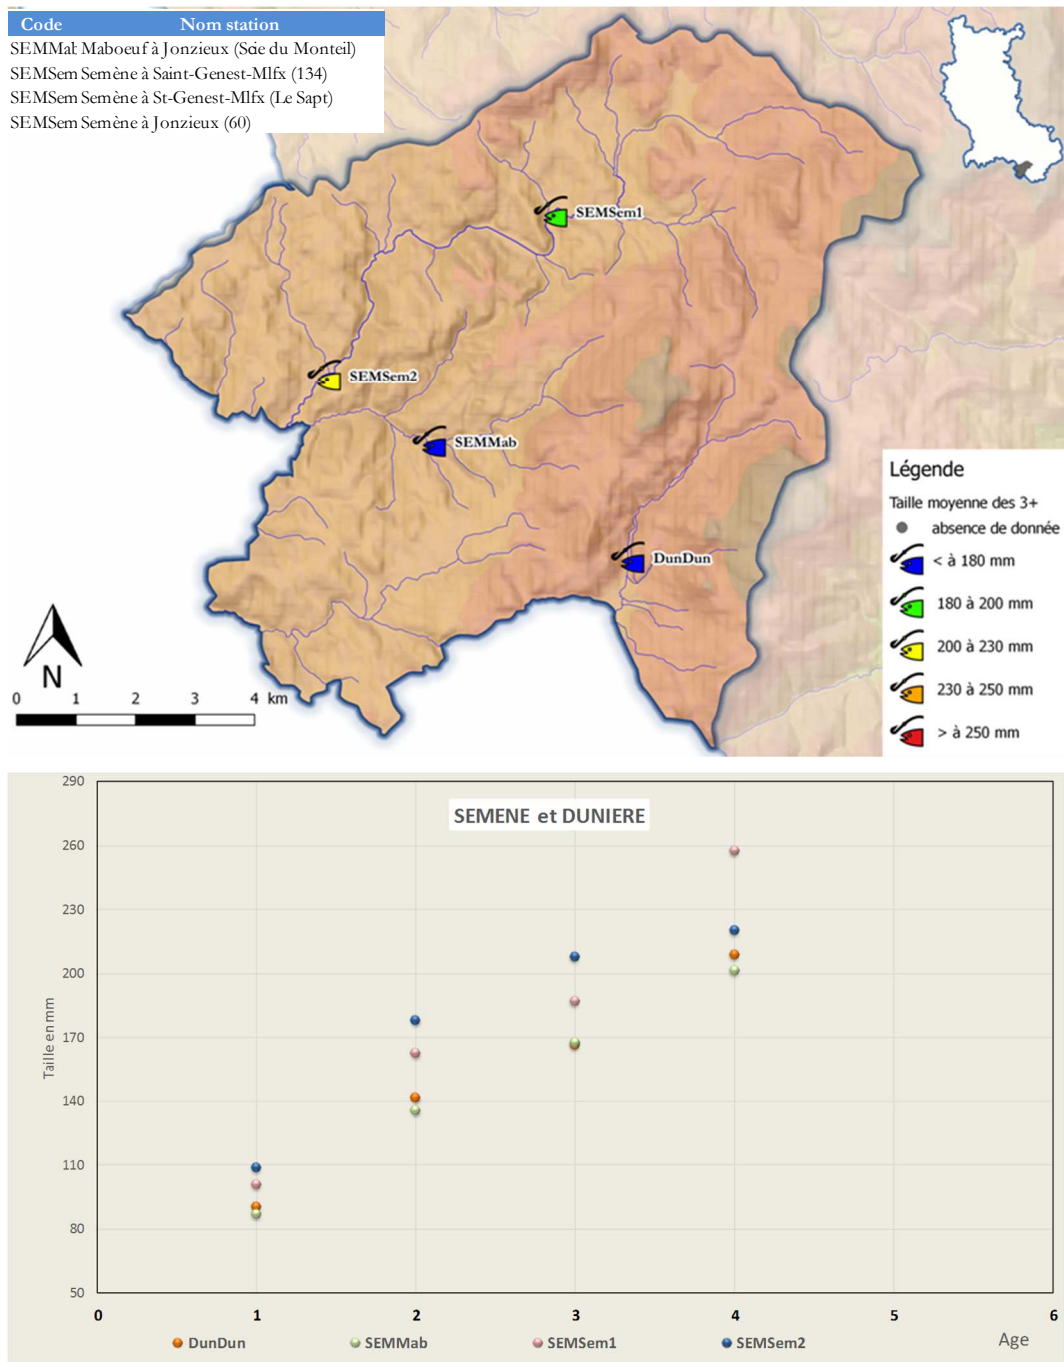 Code Nom station
SEMMab Maboeuf à Jonzieux (Scie du Monteil)
SEMSem Semène à Saint-Genest-Mlfx (134)
SEMSem Semène à St-Genest-Mlfx (Le Sapt)
SEMSem Semène à Jonzieux (60)
SEMSem1
SEMSem2
SEMMab
DunDun
Légende
Taille moyenne des 3+
absence de donnée
< à 180 mm
180 à 200 mm
200 à 230 mm
230 à 250 mm
> à 250 mm
N
0 1 2 3 4 km
SEMENE et DUNIERE
290
260
230
200
170
140
110
80
50
Taille en mm
0 1 2 3 4 5 6
Age
DunDun SEMMab SEMSem1 SEMSem2